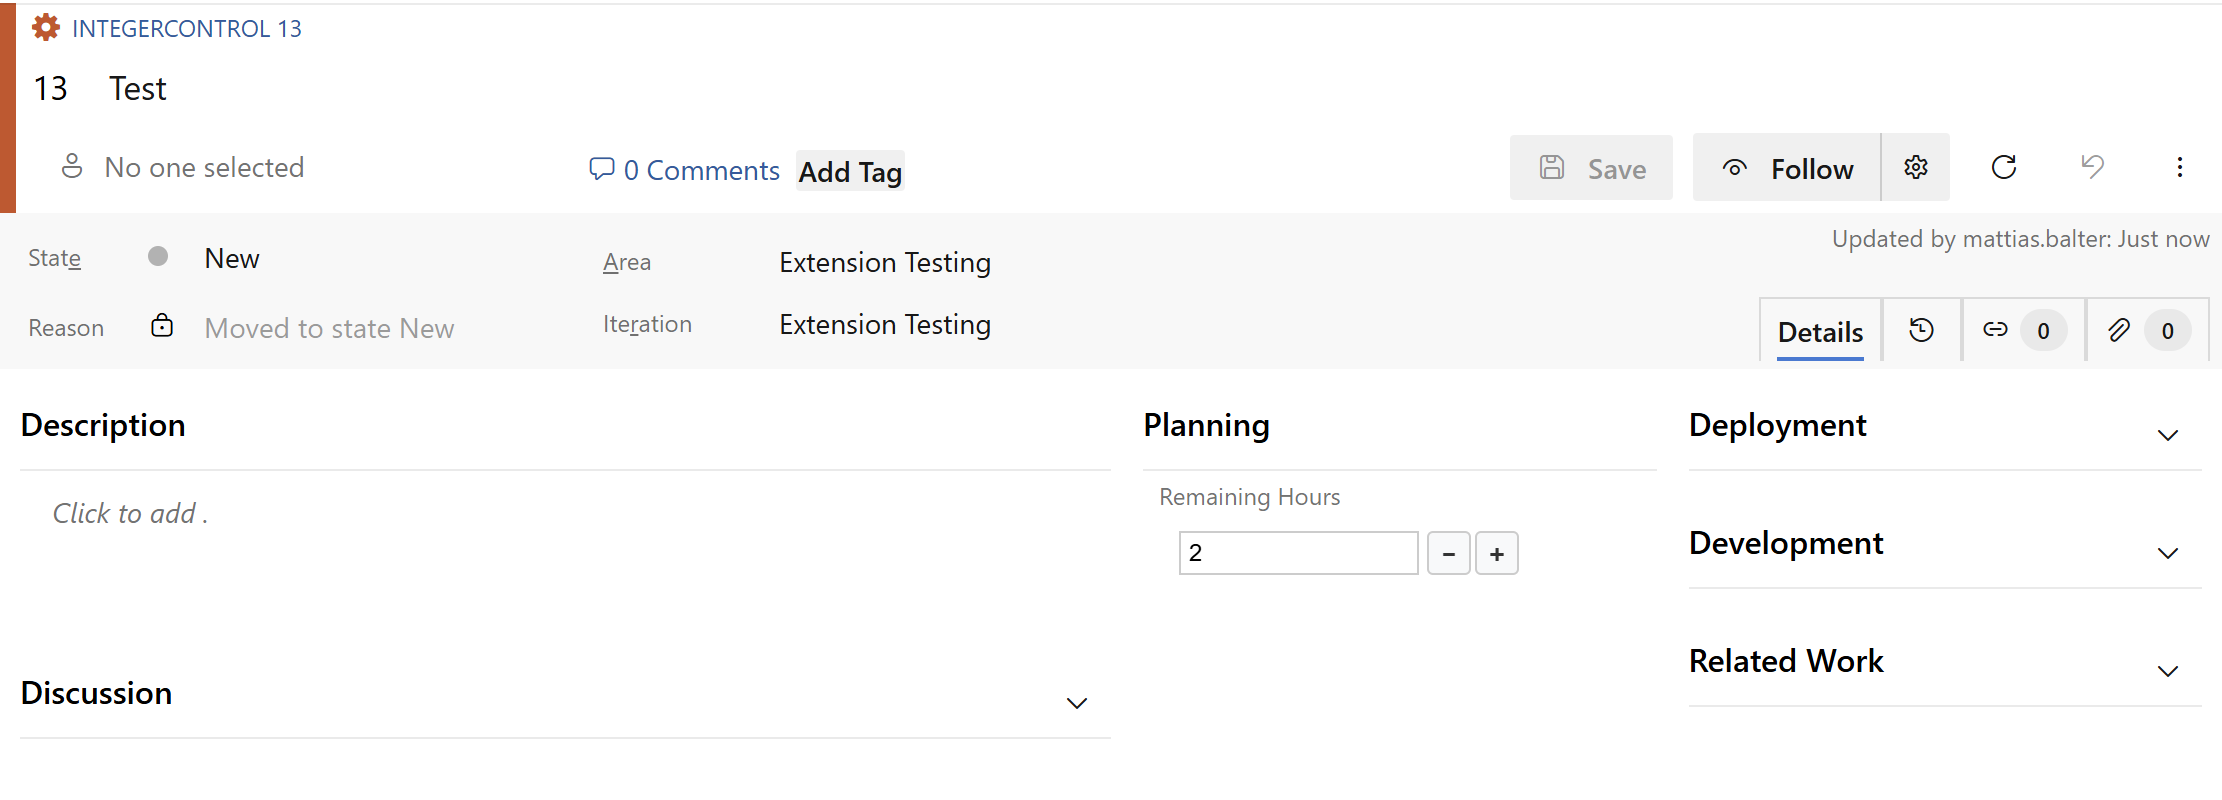 INTEGERCONTROL 13
13 Test
No one selected
0 Comments
Add Tag
Save
Follow
State
New
Area
Extension Testing
Updated by mattias.balter: Just now
Reason
Moved to state New
Iteration
Extension Testing
Details
0
0
Description
Planning
Deployment
Click to add .
Remaining Hours
2
-
+
Development
Related Work
Discussion